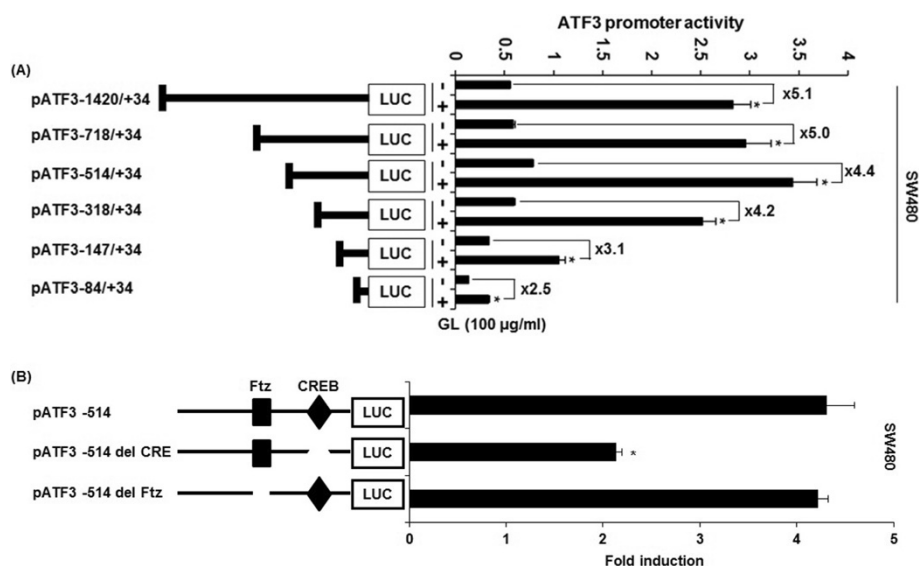 ATF3 promoter activity
0 0.5 1 1.5 2 2.5 3 3.5 4
(A)
pATF3-1420/+34 LUC - + * x5.1
pATF3-718/+34 LUC - + * x5.0
pATF3-514/+34 LUC - + * x4.4
pATF3-318/+34 LUC - + * x4.2
pATF3-147/+34 LUC - + * x3.1
pATF3-84/+34 LUC - + * x2.5
SW480
GL (100 µg/ml)
(B)
Ftz CREB
pATF3 -514 LUC
pATF3 -514 del CRE LUC *
pATF3 -514 del Ftz LUC
SW480
0 1 2 3 4 5
Fold induction